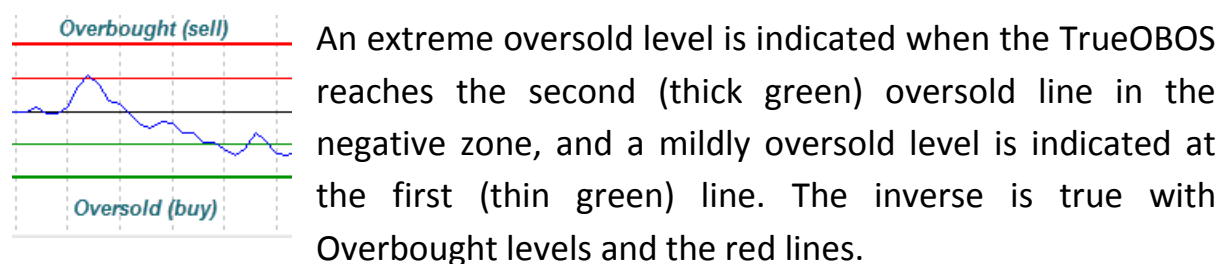 Overbought (sell)
Oversold (buy)
An extreme oversold level is indicated when the TrueOBOS
reaches the second (thick green) oversold line in the
negative zone, and a mildly oversold level is indicated at
the first (thin green) line. The inverse is true with
Overbought levels and the red lines.